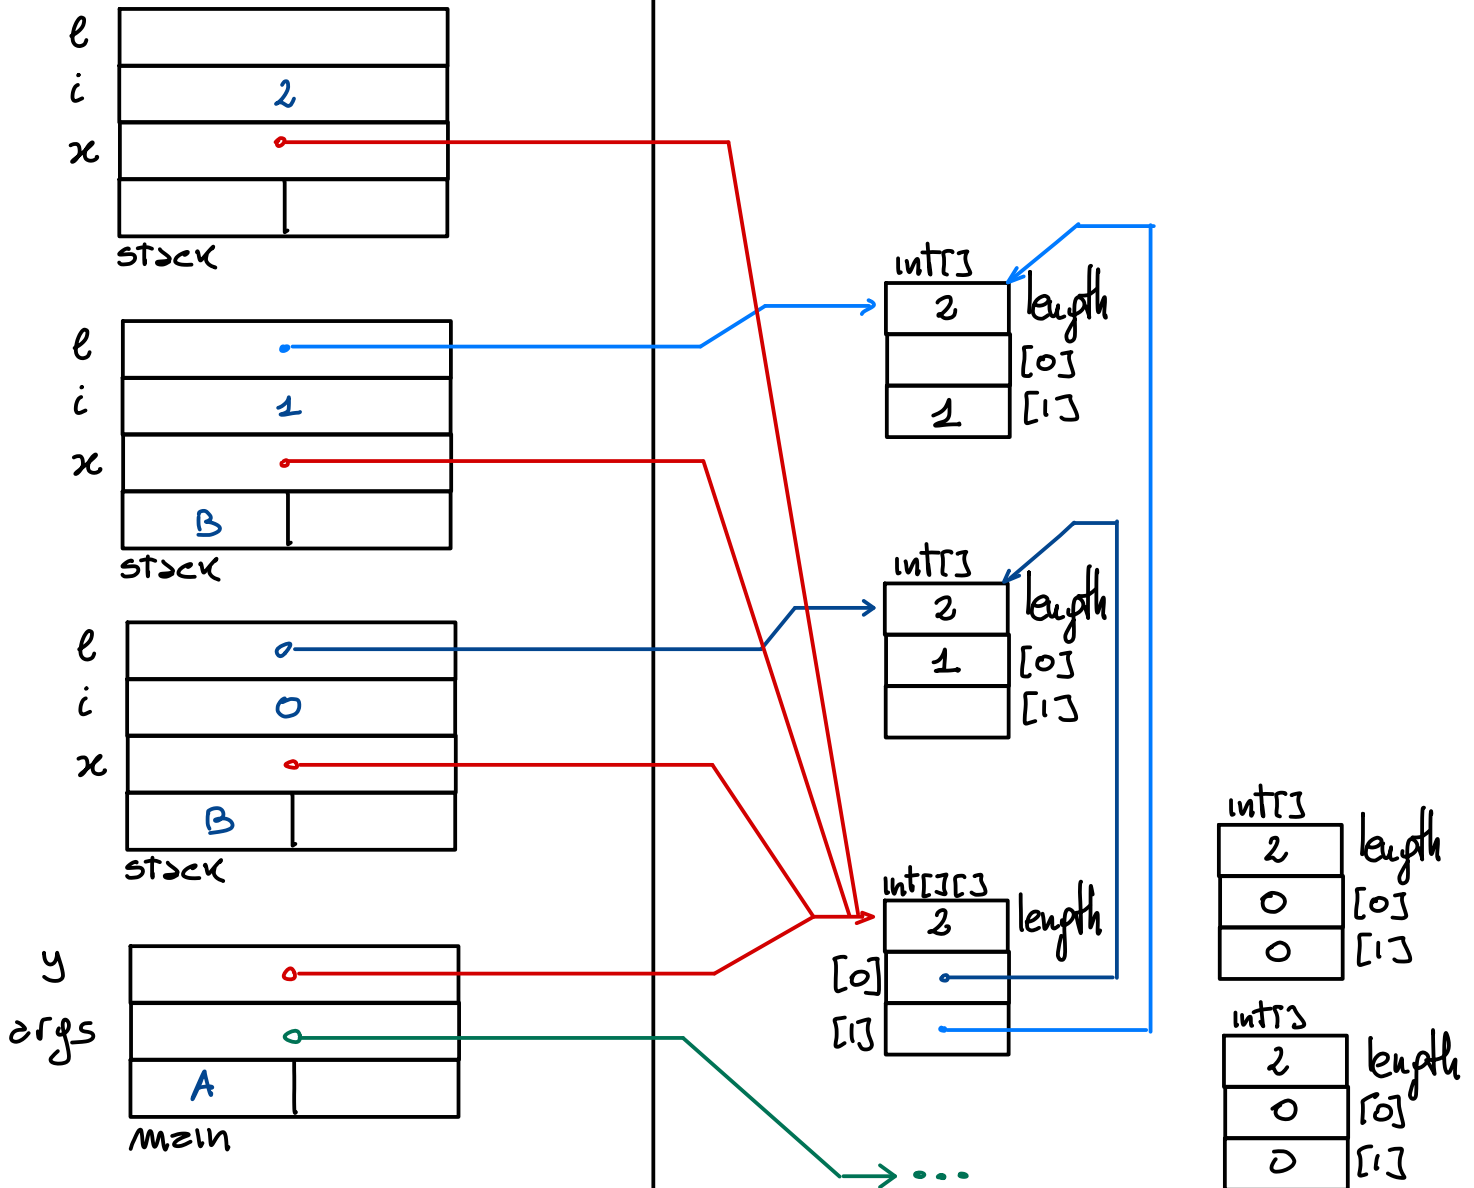 l
i 2
x
stack
int[]
2 length
[0]
1 [1]
l
i 1
x
B
stack
int[]
2 length
1 [0]
[1]
l
i 0
x
B
stack
int[][]
2 length
[0]
[1]
int[]
2 length
0 [0]
0 [1]
y
args
A
main
...
int[]
2 length
0 [0]
0 [1]